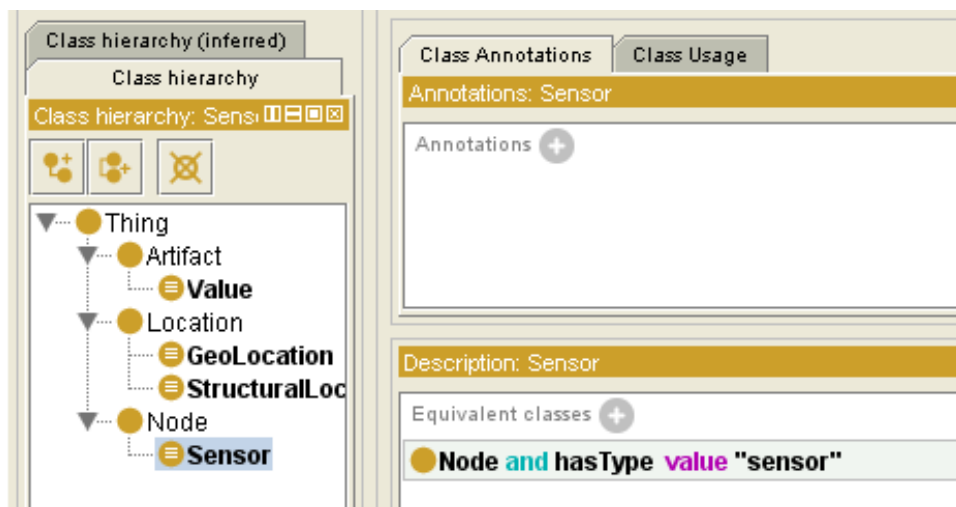 Class hierarchy (inferred)
Class hierarchy
Class hierarchy: Sens
Thing
Artifact
Value
Location
GeoLocation
StructuralLoc
Node
Sensor
Class Annotations
Class Usage
Annotations: Sensor
Annotations
Description: Sensor
Equivalent classes
Node and hasType value "sensor"